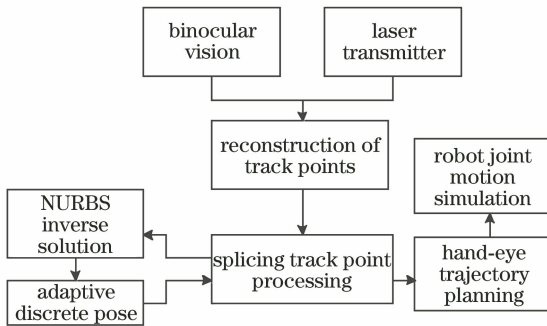 binocular
vision
laser
transmitter
reconstruction of
track points
robot joint
motion
simulation
NURBS
inverse
solution
splicing track point
processing
hand-eye
trajectory
planning
adaptive
discrete pose